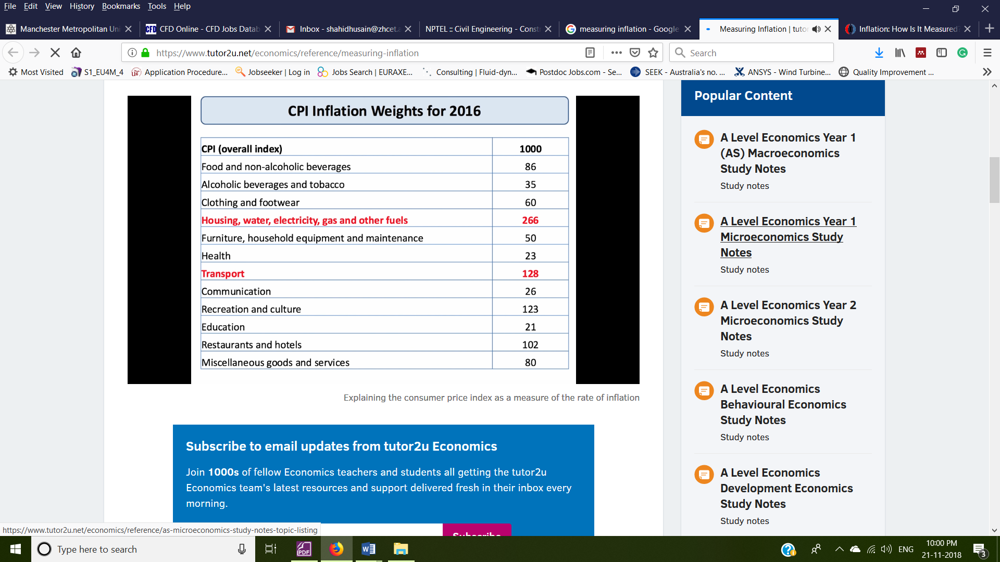 File Edit View History Bookmarks Tools Help
Manchester Metropolitan Uni CFD Online - CFD Jobs Datab Inbox - shahidhusain@zhcet.a NPTEL :: Civil Engineering - Const measuring inflation - Google Measuring Inflation | tutor Inflation: How Is It Measured?
https://www.tutor2u.net/economics/reference/measuring-inflation Search
Most Visited S1_EU4M_4 Application Procedure... Jobseeker | Log in Jobs Search | EURAXE... Consulting | Fluid-dyn... Postdoc Jobs.com - Se... SEEK - Australia's no. ... ANSYS - Wind Turbine... Quality Improvement ...
CPI Inflation Weights for 2016
CPI (overall index) 1000
Food and non-alcoholic beverages 86
Alcoholic beverages and tobacco 35
Clothing and footwear 60
Housing, water, electricity, gas and other fuels 266
Furniture, household equipment and maintenance 50
Health 23
Transport 128
Communication 26
Recreation and culture 123
Education 21
Restaurants and hotels 102
Miscellaneous goods and services 80
Explaining the consumer price index as a measure of the rate of inflation
Subscribe to email updates from tutor2u Economics
Join 1000s of fellow Economics teachers and students all getting the tutor2u
Economics team's latest resources and support delivered fresh in their inbox every
morning.
Subscribe
Popular Content
A Level Economics Year 1
(AS) Macroeconomics
Study Notes
Study notes
A Level Economics Year 1
Microeconomics Study
Notes
Study notes
A Level Economics Year 2
Microeconomics Study
Notes
Study notes
A Level Economics
Behavioural Economics
Study Notes
Study notes
A Level Economics
Development Economics
Study Notes
Study notes
https://www.tutor2u.net/economics/reference/as-microeconomics-study-notes-topic-listing
Type here to search
PDF
ENG
10:00 PM
21-11-2018
3